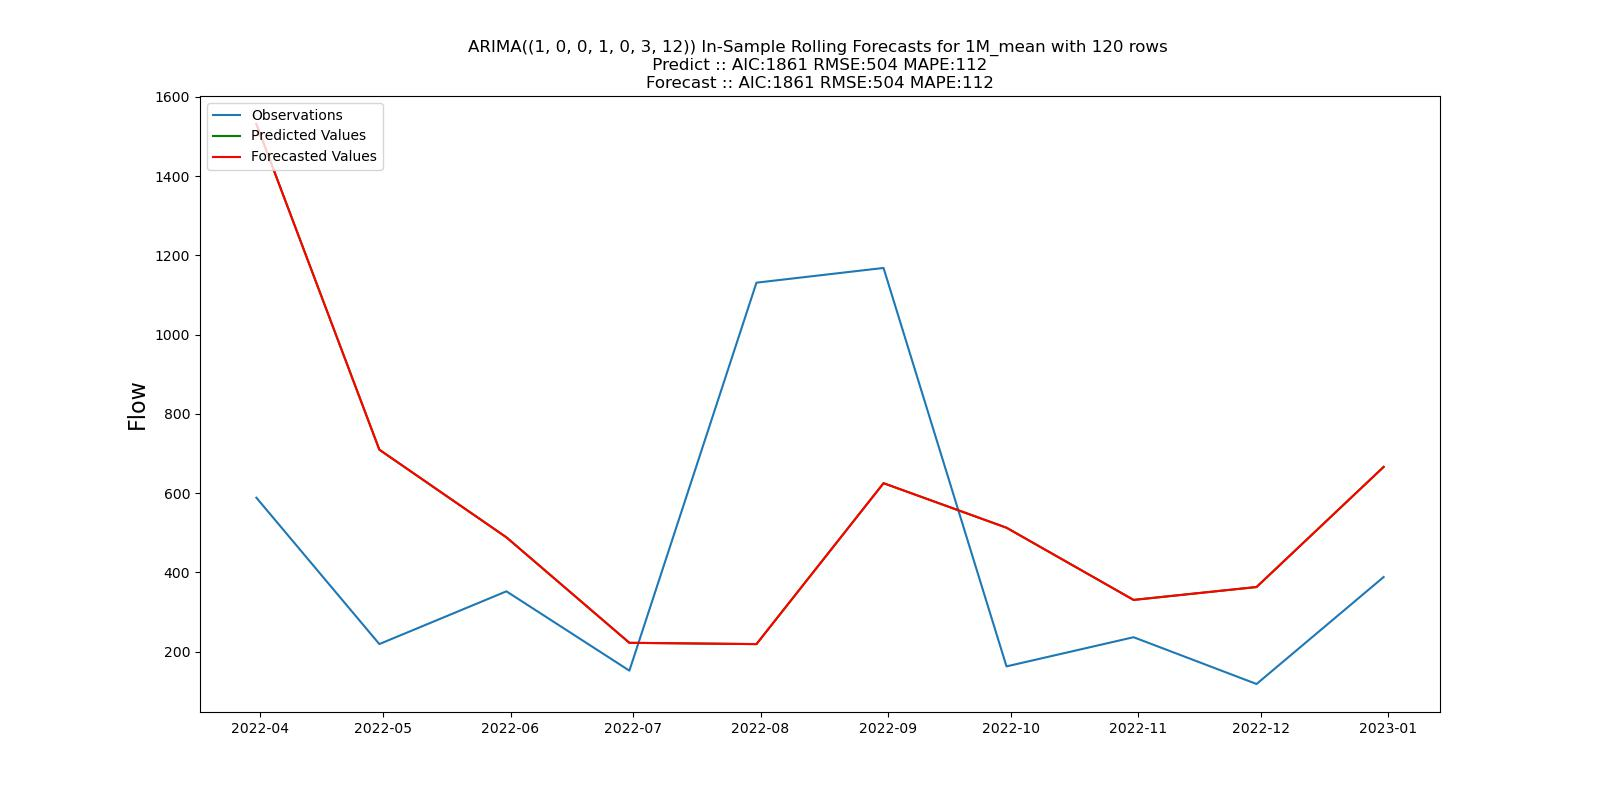 ARIMA((1, 0, 0, 1, 0, 3, 12)) In-Sample Rolling Forecasts for 1M_mean with 120 rows
Predict :: AIC:1861 RMSE:504 MAPE:112
Forecast :: AIC:1861 RMSE:504 MAPE:112
Observations
Predicted Values
Forecasted Values
1600
1400
1200
1000
800
600
400
200
Flow
2022-04
2022-05
2022-06
2022-07
2022-08
2022-09
2022-10
2022-11
2022-12
2023-01